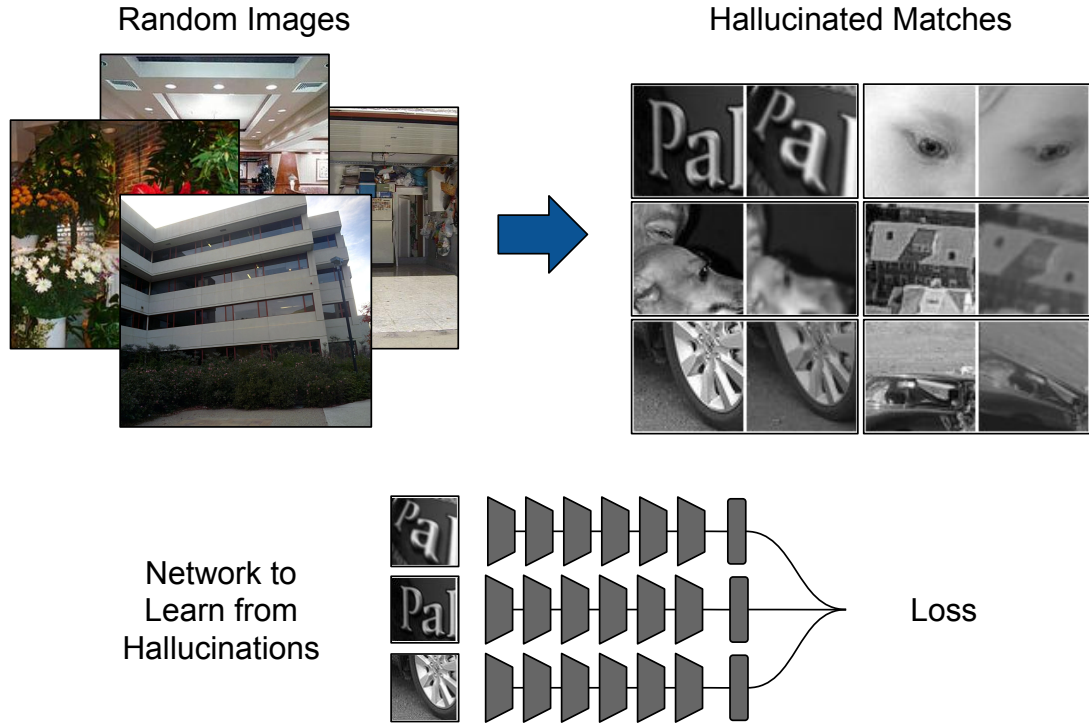 Random Images
Hallucinated Matches
Pal
Pal
Network to
Learn from
Hallucinations
Pal
Pal
Loss